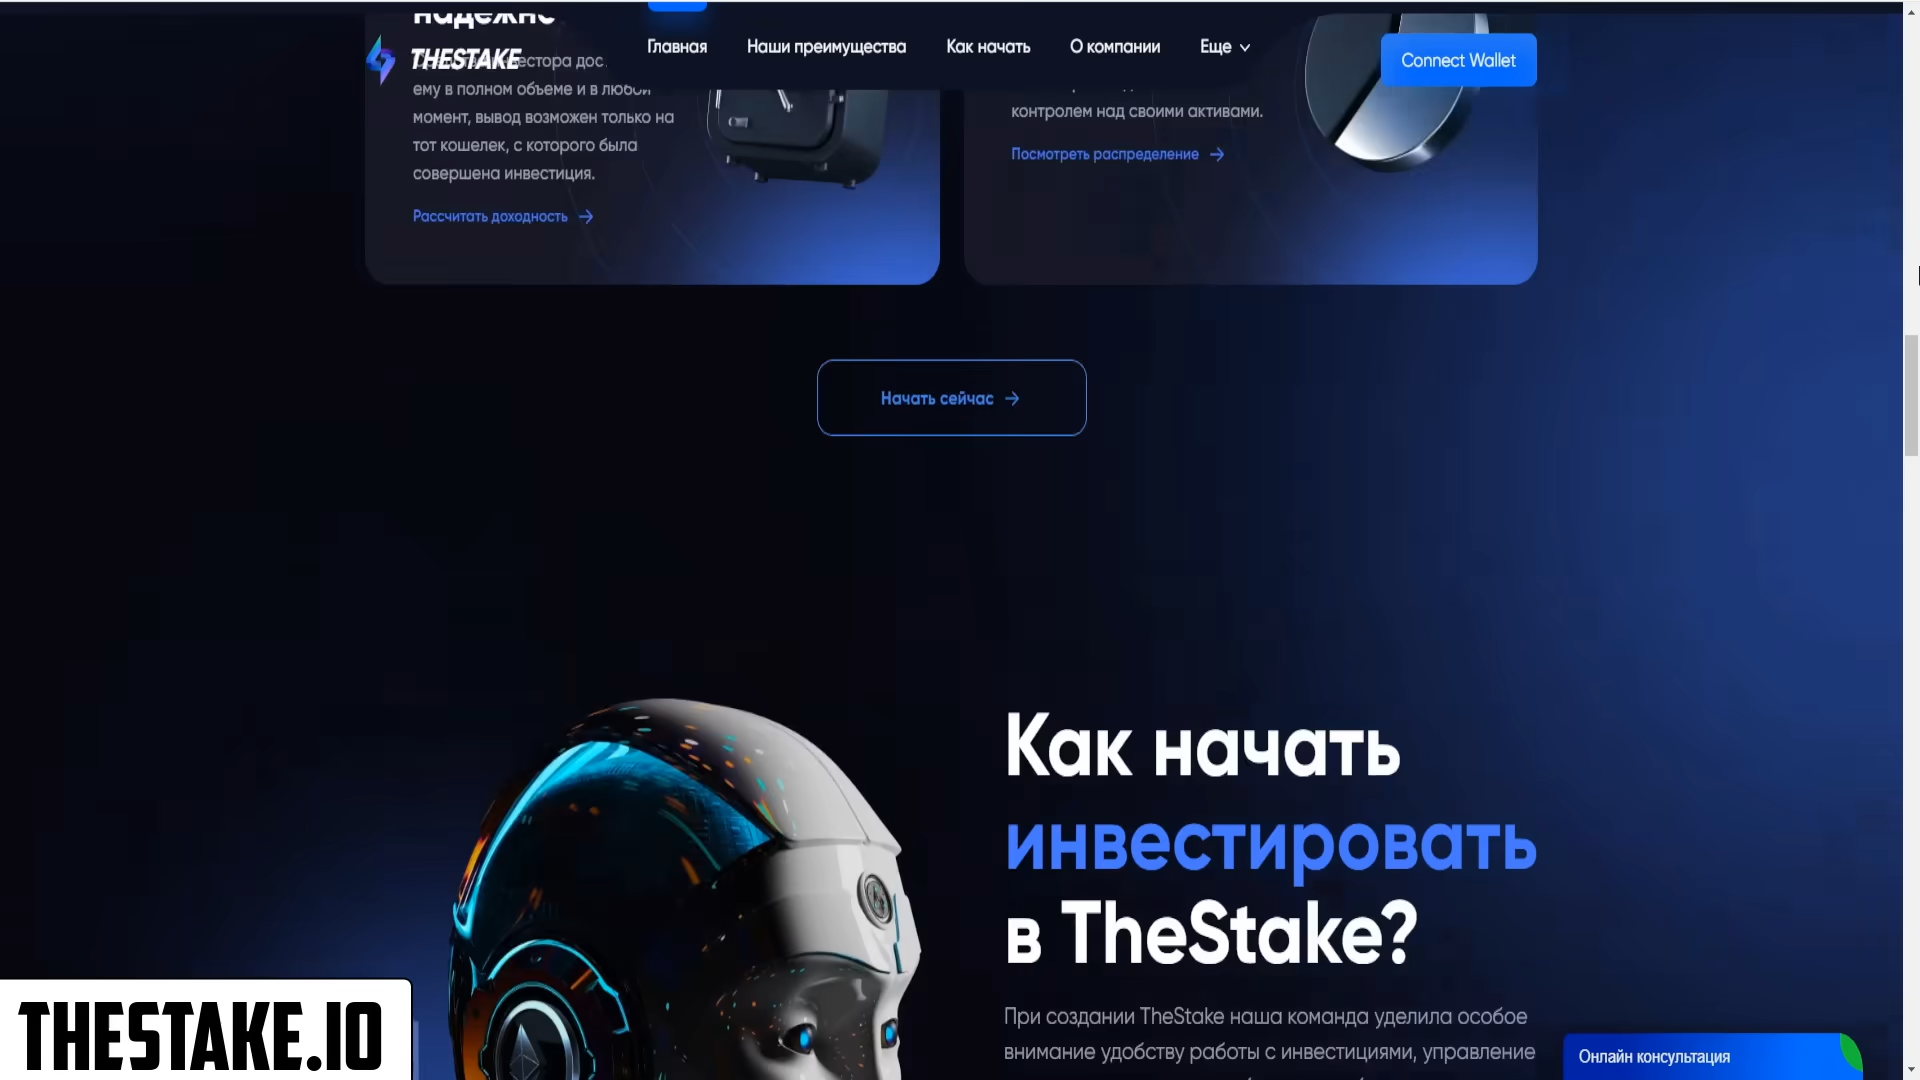 THESTAKE
Главная
Наши преимущества
Как начать
О компании
Еще
Connect Wallet
ему в полном объеме и в любой
момент, вывод возможен только на
тот кошелек, с которого была
совершена инвестиция.
Рассчитать доходность
контролем над своими активами.
Посмотреть распределение
Начать сейчас
Как начать
инвестировать
в TheStake?
При создании TheStake наша команда уделила особое
внимание удобству работы с инвестициями, управление
THESTAKE.IO
Онлайн консультация